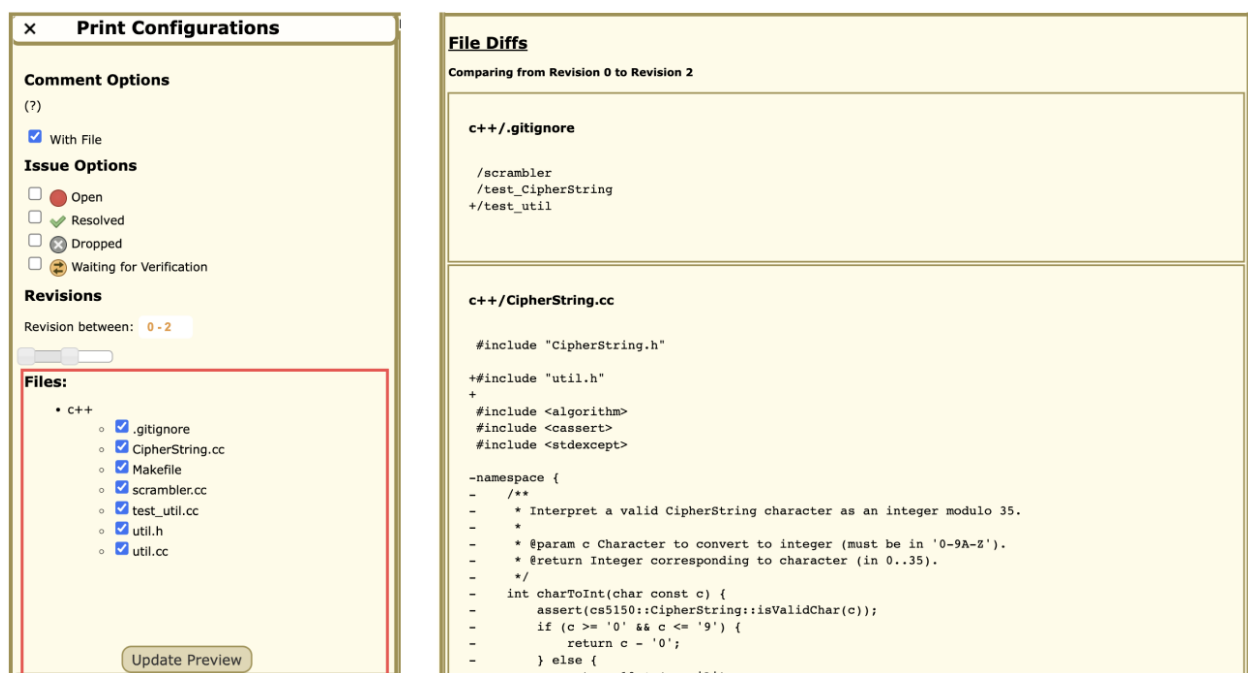 × Print Configurations
Comment Options
(?)
With File
Issue Options
Open
Resolved
Dropped
Waiting for Verification
Revisions
Revision between: 0 - 2
Files:
• c++
◦ .gitignore
◦ CipherString.cc
◦ Makefile
◦ scrambler.cc
◦ test_util.cc
◦ util.h
◦ util.cc
Update Preview
File Diffs
Comparing from Revision 0 to Revision 2
c++/.gitignore
 /scrambler
 /test_CipherString
+/test_util
c++/CipherString.cc
 #include "CipherString.h"
+#include "util.h"
+
 #include <algorithm>
 #include <cassert>
 #include <stdexcept>
-namespace {
-    /**
-     * Interpret a valid CipherString character as an integer modulo 35.
-     *
-     * @param c Character to convert to integer (must be in '0-9A-Z').
-     * @return Integer corresponding to character (in 0..35).
-     */
-    int charToInt(char const c) {
-        assert(cs5150::CipherString::isValidChar(c));
-        if (c >= '0' && c <= '9') {
-            return c - '0';
-        } else {